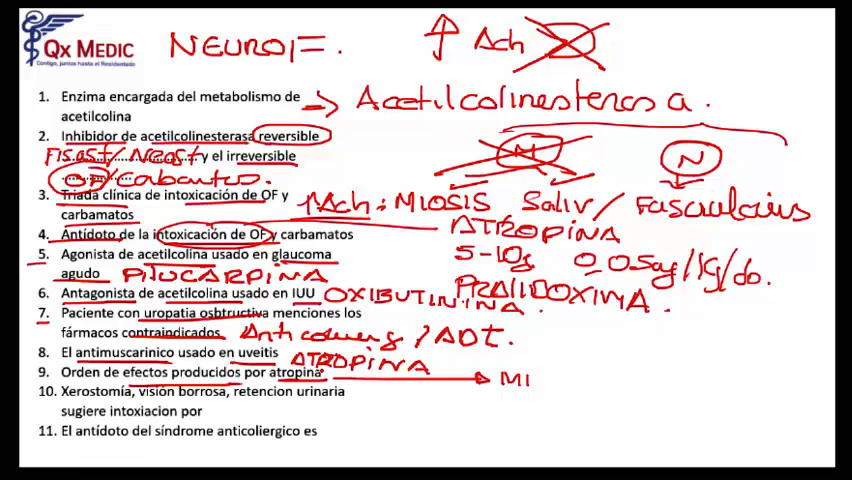 Qx MEDIC
Contigo, juntos hasta el Residentado
NEURO1=.
↑ Ach
1. Enzima encargada del metabolismo de
acetilcolina
→ Acetilcolinesterasa.
2. Inhibidor de acetilcolinesterasa reversible
Fisost/Neost y el irreversible
OF/Carbamatos.
M
N
3. Triada clínica de intoxicación de OF y
carbamatos
↑Ach: MIOSIS Saliv/ Fasciculacions
4. Antídoto de la intoxicación de OF y carbamatos
ATROPINA
5. Agonista de acetilcolina usado en glaucoma
agudo PILOCARPINA
5-10g 0.05ug/Kg/do.
PRALIDOXIMA.
6. Antagonista de acetilcolina usado en IUU OXIBUTININA.
7. Paciente con uropatia osbtructiva menciones los
fármacos contraindicados. Anticolinerg/ADT.
8. El antimuscarinico usado en uveitis ATROPINA
9. Orden de efectos producidos por atropina: → MI
10. Xerostomía, visión borrosa, retencion urinaria
sugiere intoxiacion por
11. El antídoto del síndrome anticoliergico es